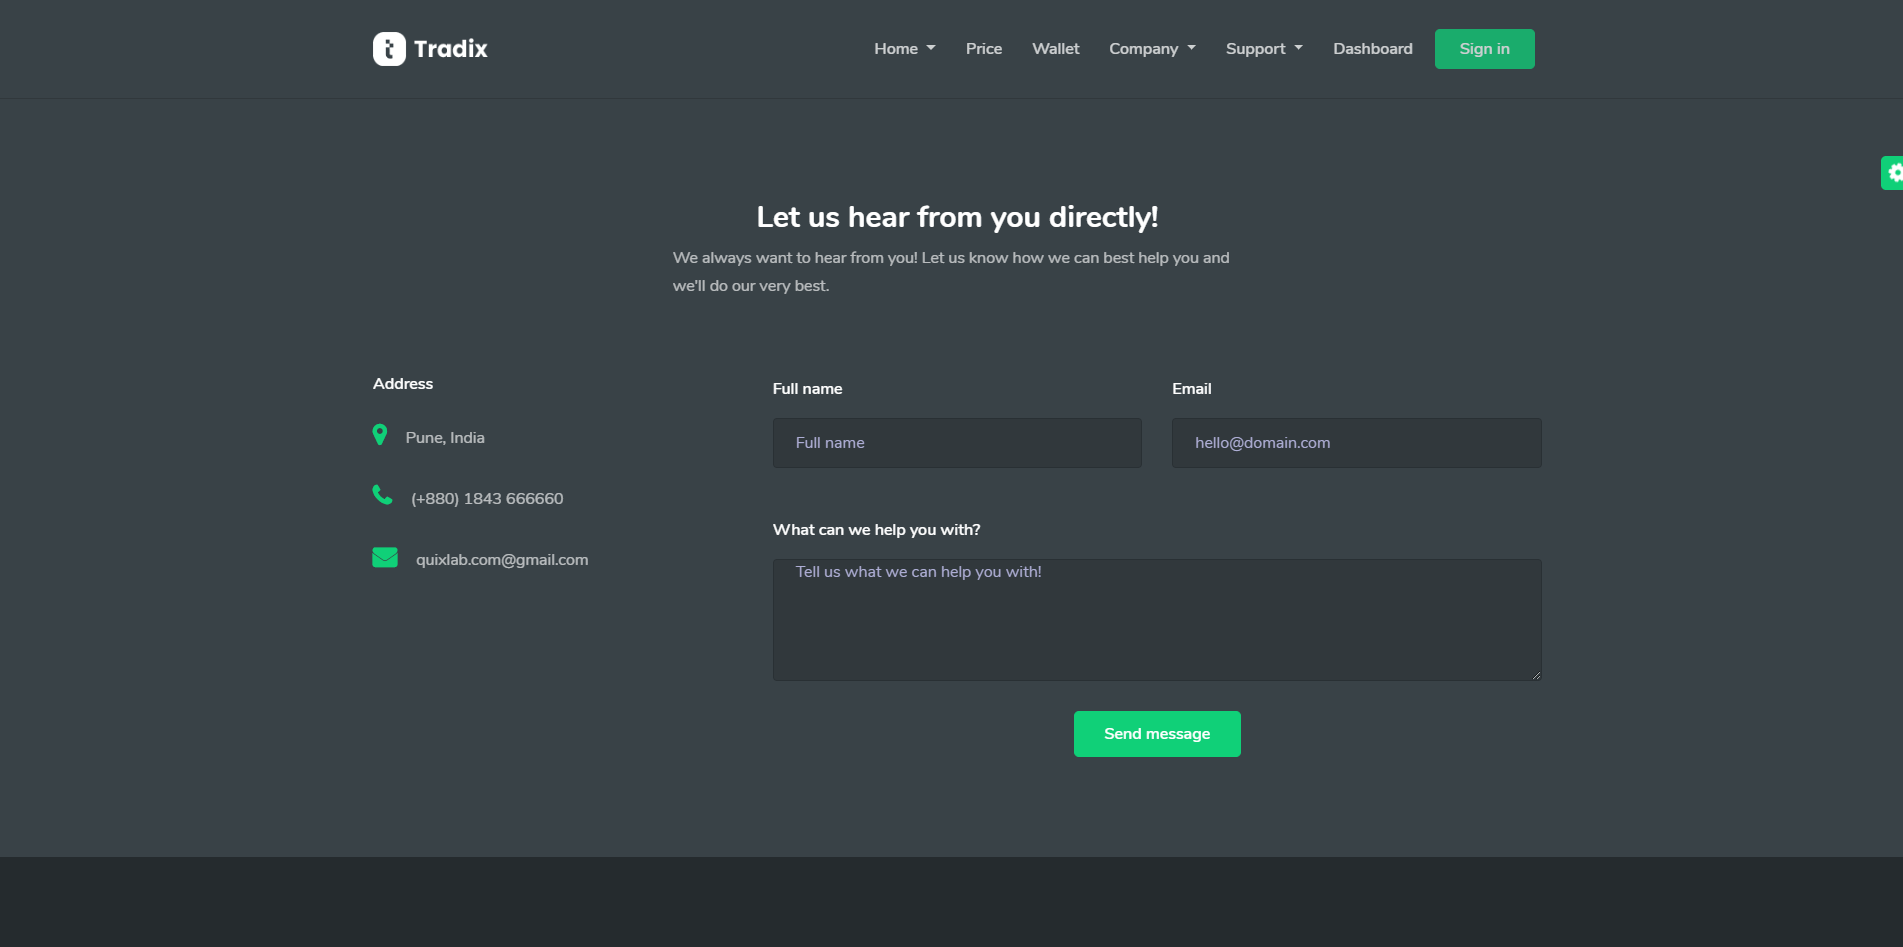 Tradix
Home Price Wallet Company Support Dashboard Sign in
Let us hear from you directly!
We always want to hear from you! Let us know how we can best help you and
we'll do our very best.
Address
Pune, India
(+880) 1843 666660
quixlab.com@gmail.com
Full name Email
Full name hello@domain.com
What can we help you with?
Tell us what we can help you with!
Send message